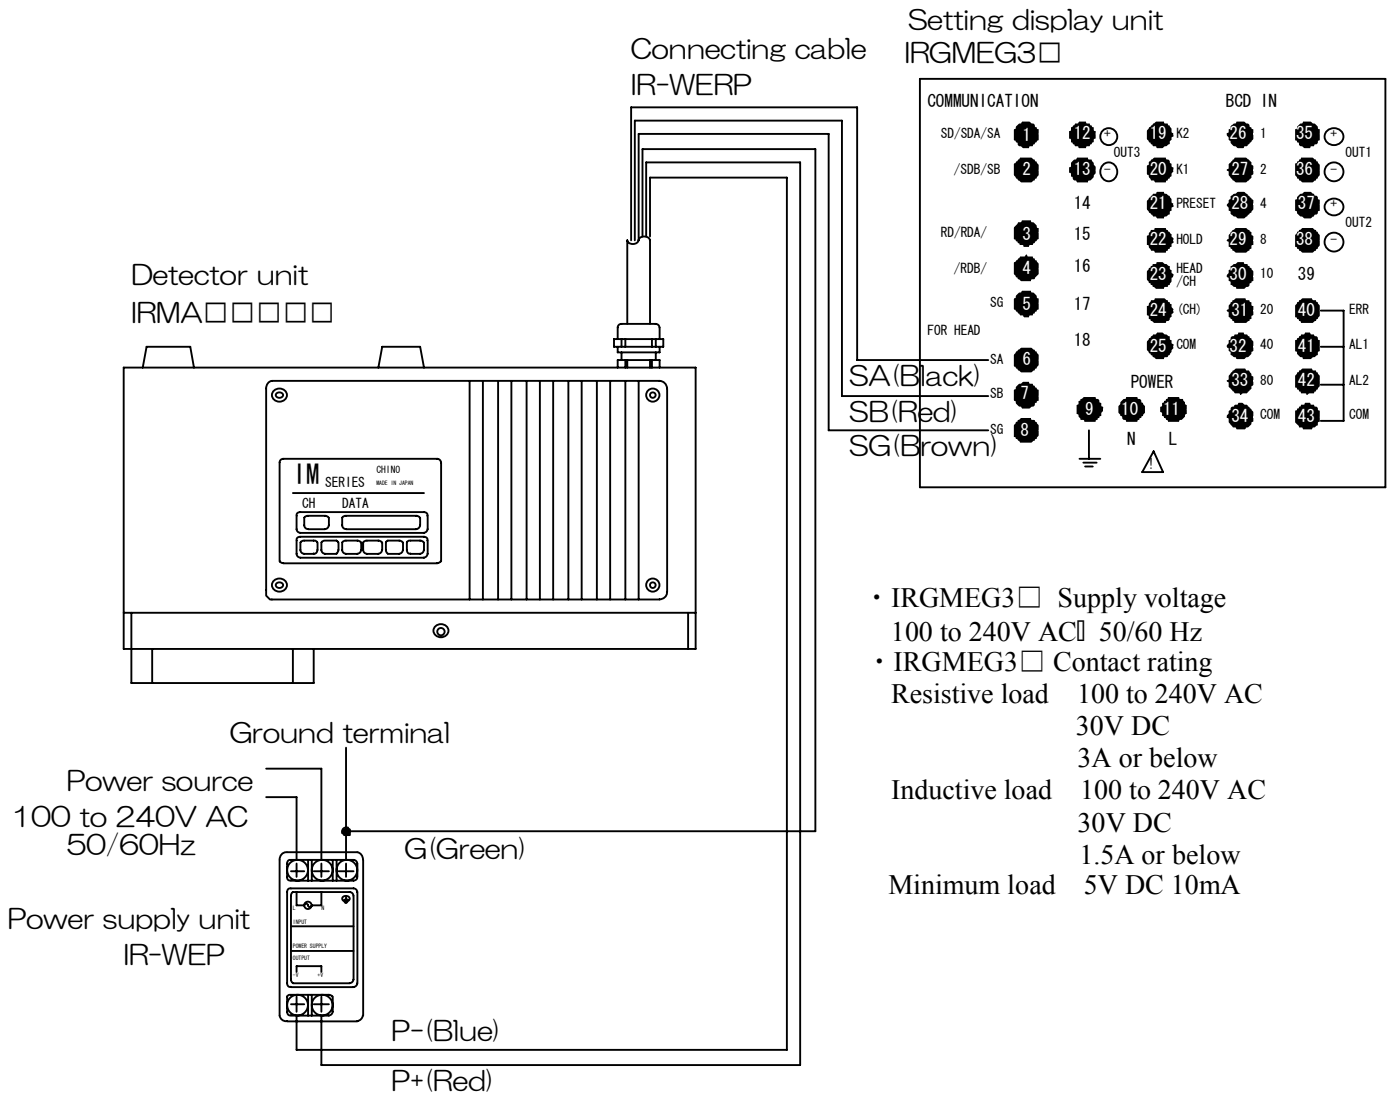 Setting display unit
IRGMEG3□
Connecting cable
IR-WERP
COMMUNICATION
BCD IN
SD/SDA/SA 1
12 +
19 K2
26 1
35 +
OUT3
OUT1
/SDB/SB 2
13 −
20 K1
27 2
36 −
14
21 PRESET
28 4
37 +
OUT2
RD/RDA/ 3
15
22 HOLD
29 8
38 −
/RDB/ 4
16
23 HEAD
/CH
30 10
39
SG 5
17
24 (CH)
31 20
40 ERR
FOR HEAD
18
25 COM
32 40
41 AL1
SA 6
POWER
33 80
42 AL2
SB 7
9 10 11
34 COM
43 COM
SG 8
N L
!
SA(Black)
SB(Red)
SG(Brown)
Detector unit
IRMA□□□□□
IM SERIES
CHINO
MADE IN JAPAN
CH DATA
・IRGMEG3□ Supply voltage
100 to 240V AC▯ 50/60 Hz
・IRGMEG3□ Contact rating
Resistive load 100 to 240V AC
30V DC
3A or below
Inductive load 100 to 240V AC
30V DC
1.5A or below
Minimum load 5V DC 10mA
Ground terminal
Power source
100 to 240V AC
50/60Hz
G(Green)
Power supply unit
IR-WEP
L N
INPUT
POWER SUPPLY
OUTPUT
-V +V
P-(Blue)
P+(Red)